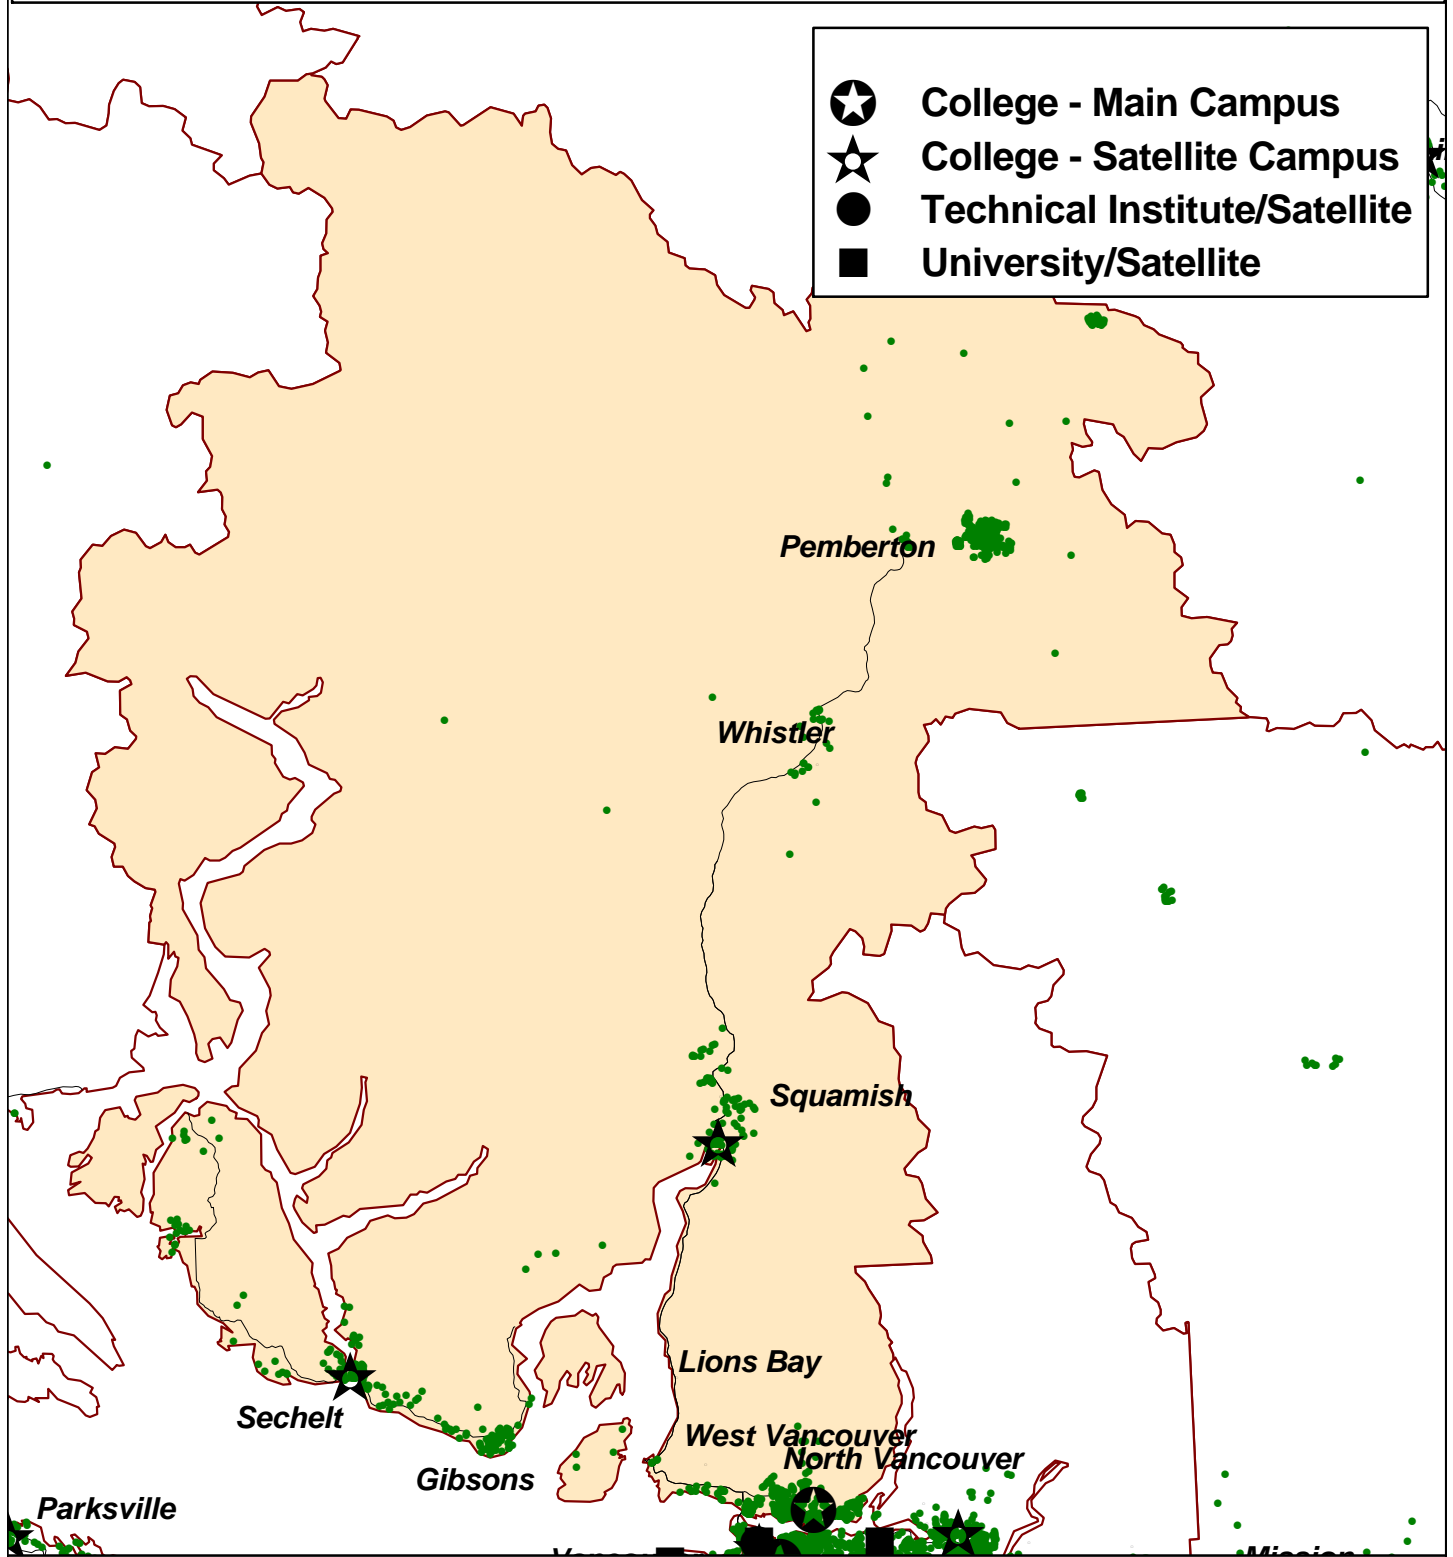 College - Main Campus
College - Satellite Campus
Technical Institute/Satellite
University/Satellite
Pemberton
Whistler
Squamish
Lions Bay
Sechelt
West Vancouver
North Vancouver
Gibsons
Parksville
Mission